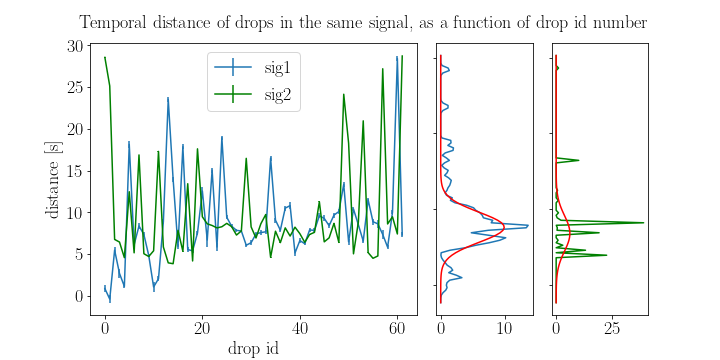 Temporal distance of drops in the same signal, as a function of drop id number
distance [s]
30
25
20
15
10
5
0
sig1
sig2
0 20 40 60
drop id
0 10
0 25